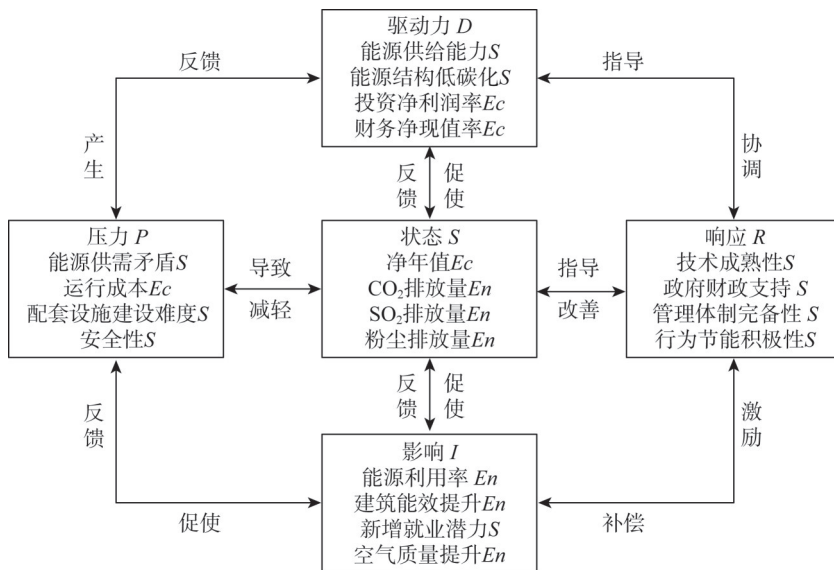 驱动力 D
能源供给能力S
能源结构低碳化S
投资净利润率Ec
财务净现值率Ec
反馈
指导
产生
协调
反馈
促使
压力 P
能源供需矛盾S
运行成本Ec
配套设施建设难度S
安全性S
导致
减轻
状态 S
净年值Ec
CO₂排放量En
SO₂排放量En
粉尘排放量En
指导
改善
响应 R
技术成熟性S
政府财政支持 S
管理体制完备性 S
行为节能积极性S
反馈
反馈
促使
激励
影响 I
能源利用率 En
建筑能效提升En
新增就业潜力S
空气质量提升En
促使
补偿